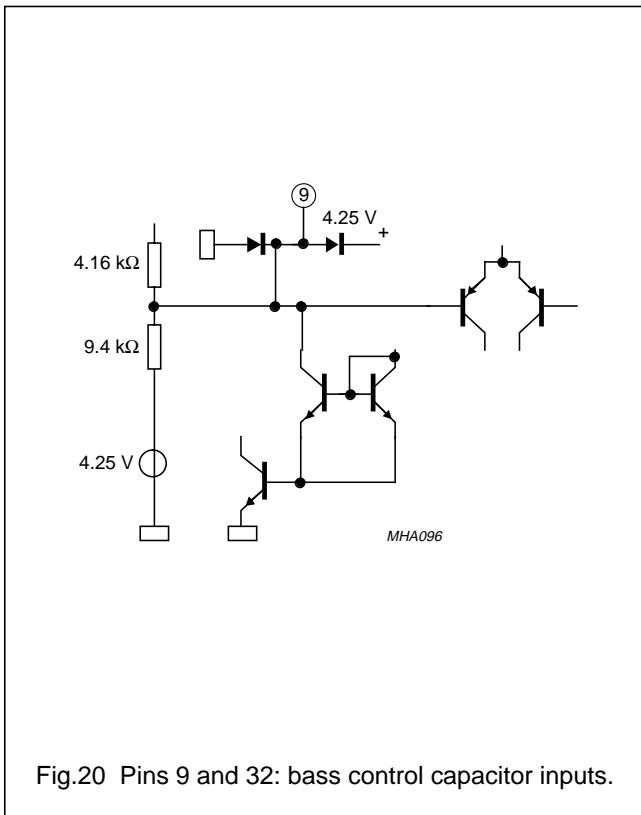 9
4.25 V
+
4.16 kΩ
9.4 kΩ
4.25 V
MHA096
Fig.20 Pins 9 and 32: bass control capacitor inputs.